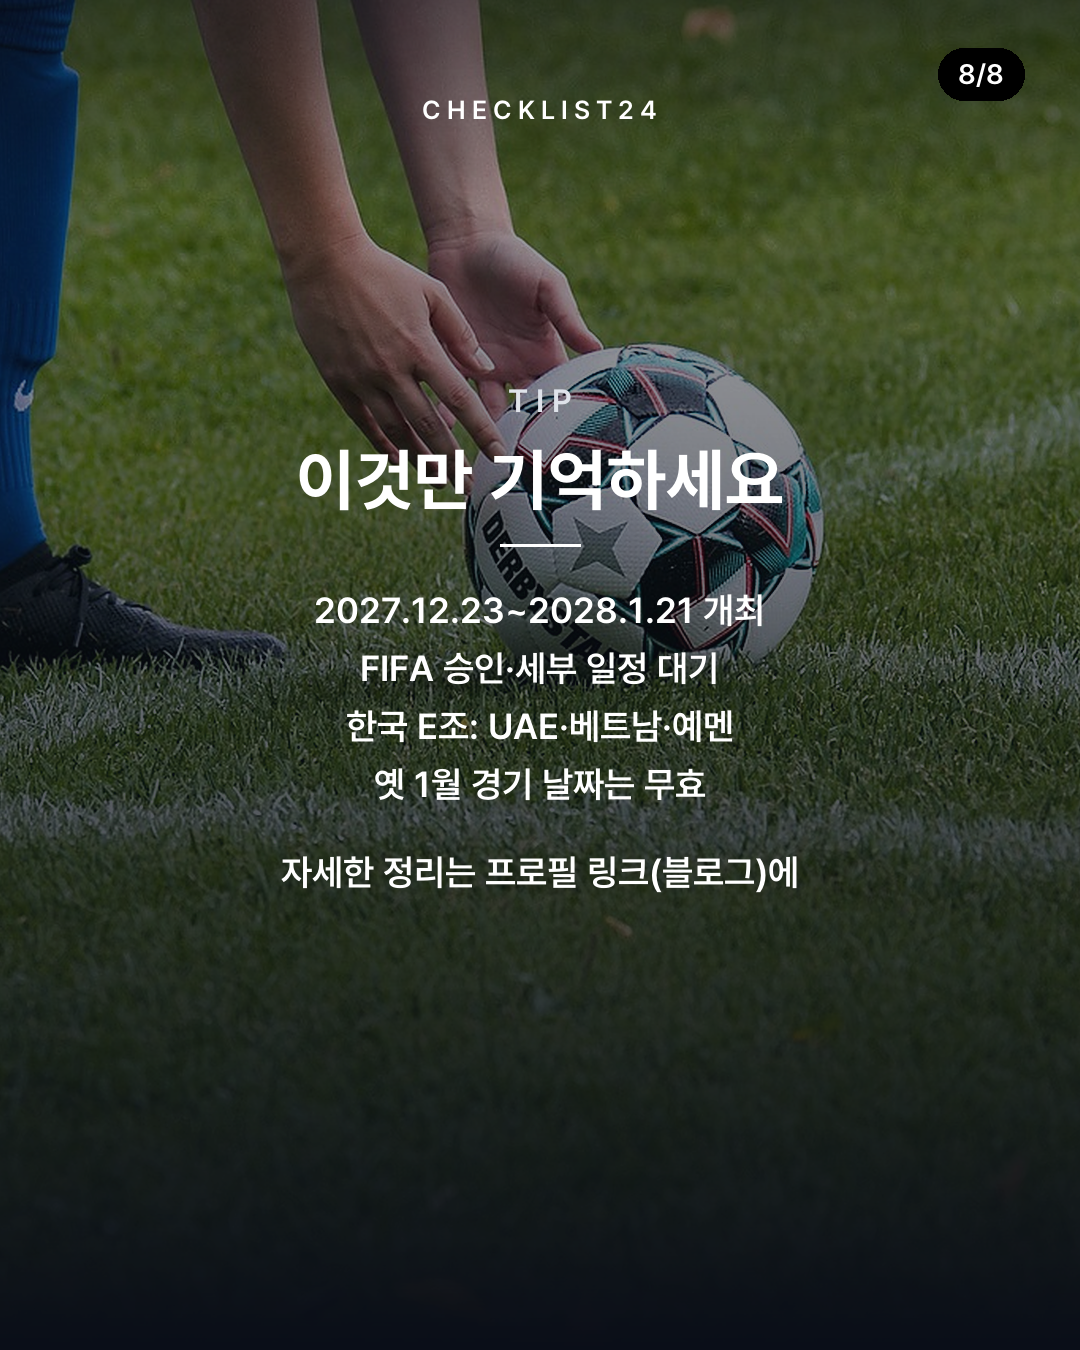 8/8
CHECKLIST24
TIP
이것만 기억하세요
DERBYSTA
2027.12.23~2028.1.21 개최
FIFA 승인·세부 일정 대기
한국 E조: UAE·베트남·예멘
옛 1월 경기 날짜는 무효
자세한 정리는 프로필 링크(블로그)에